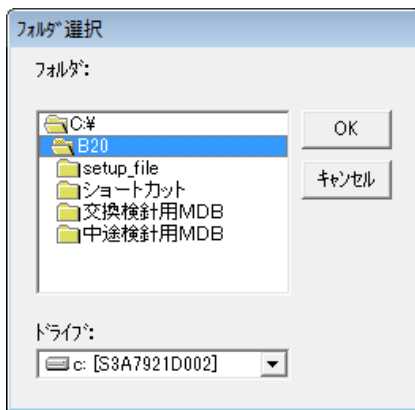 ﾌｫﾙﾀﾞ選択
ﾌｫﾙﾀﾞ:
C:¥
OK
B20
setup_file
キャンセル
ショートカット
交換検針用MDB
中途検針用MDB
ﾄﾞﾗｲﾌﾞ:
c: [S3A7921D002]